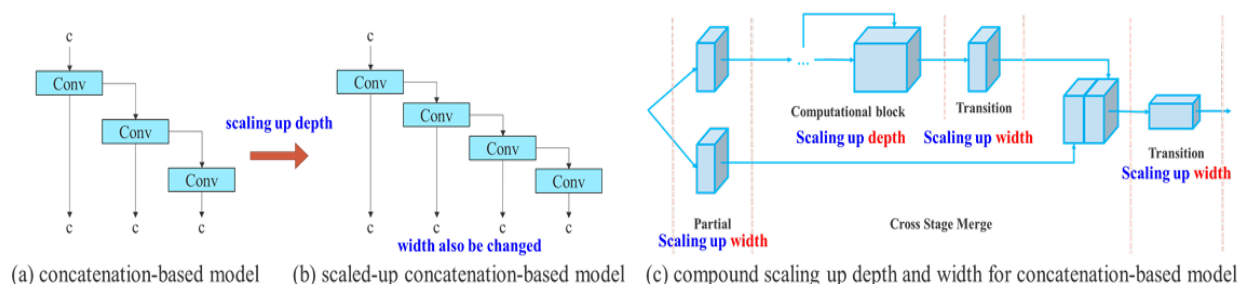 c
Conv
Conv
Conv
c c c
(a) concatenation-based model
scaling up depth
c
Conv
Conv
Conv
Conv
c c c c
width also be changed
(b) scaled-up concatenation-based model
...
Computational block
Scaling up depth
Transition
Scaling up width
Transition
Scaling up width
Partial
Scaling up width
Cross Stage Merge
(c) compound scaling up depth and width for concatenation-based model